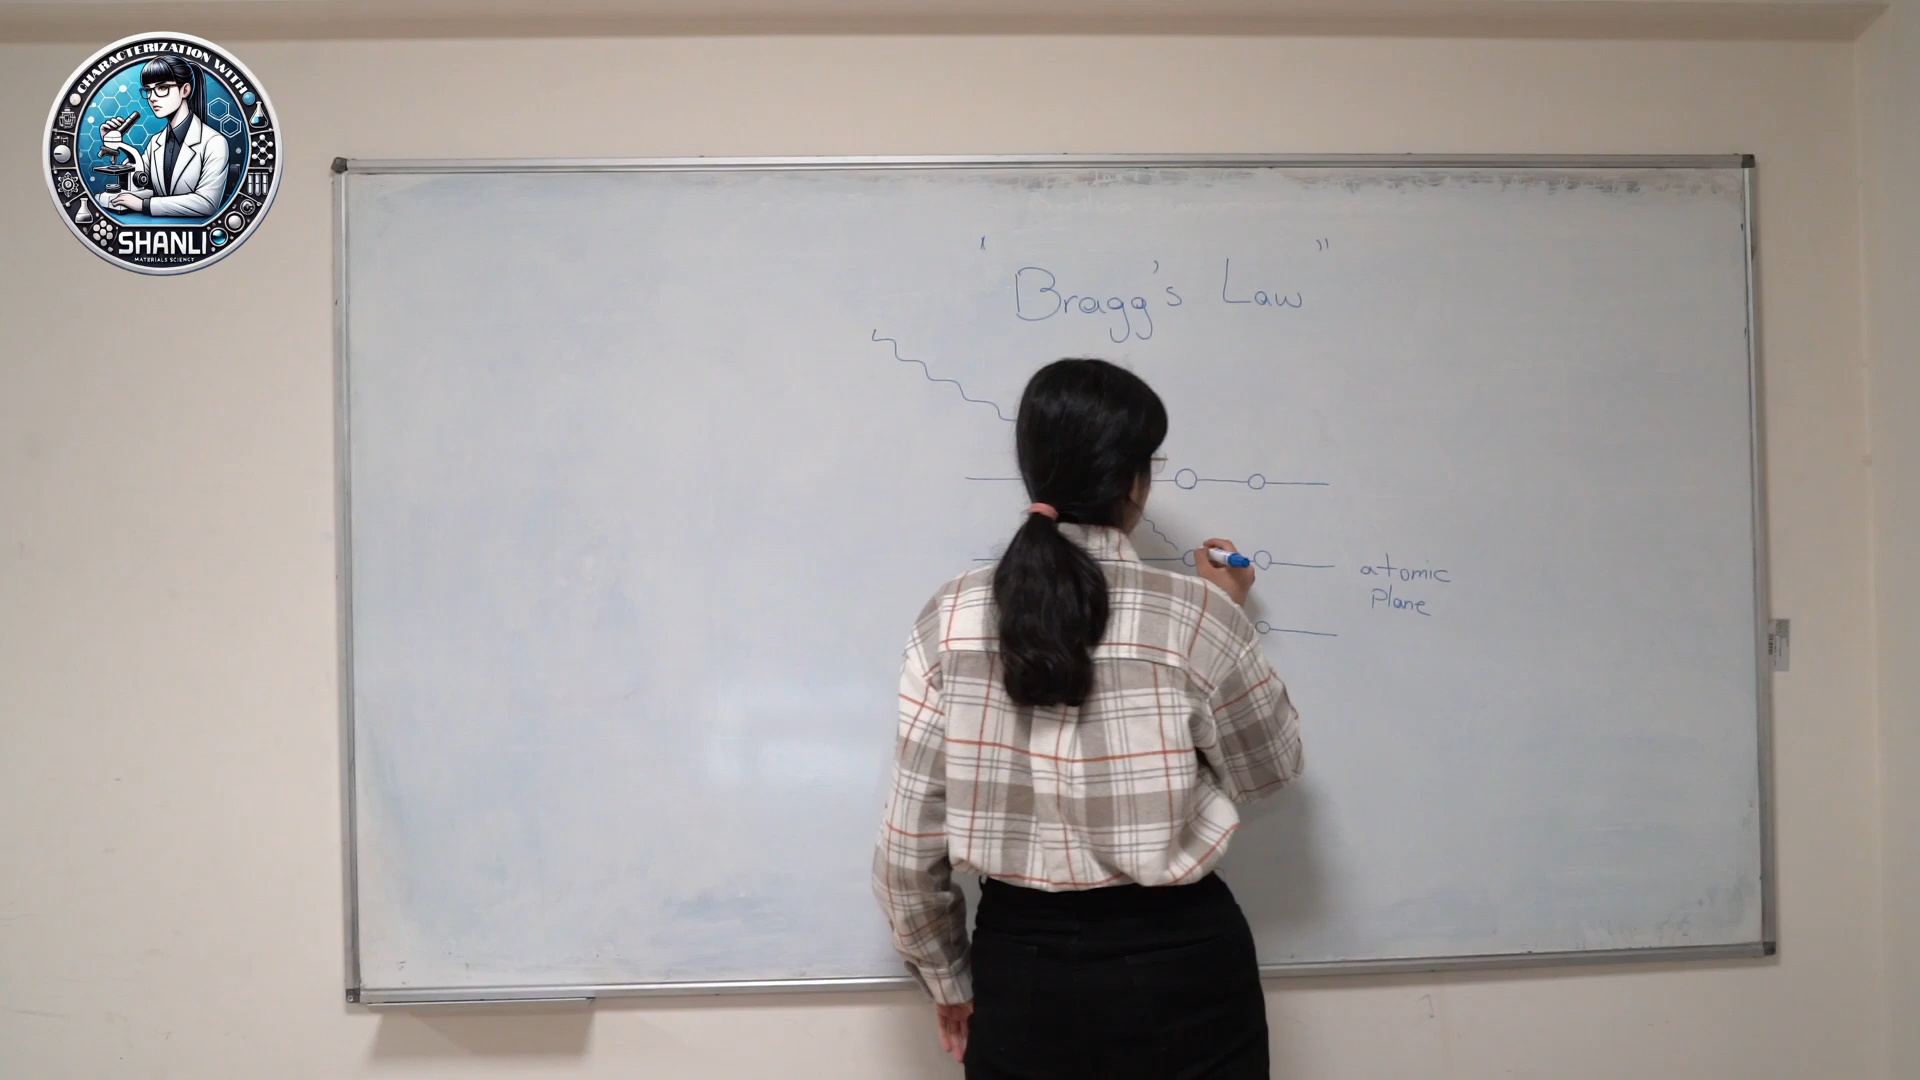 CHARACTERIZATION WITH
SHANLI
MATERIALS SCIENCE
" Bragg's Law "
atomic
Plane